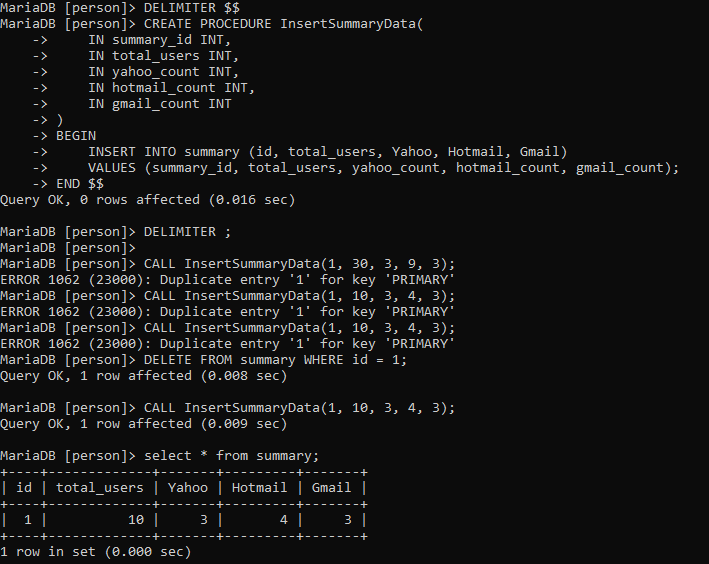 MariaDB [person]> DELIMITER $$
MariaDB [person]> CREATE PROCEDURE InsertSummaryData(
    ->     IN summary_id INT,
    ->     IN total_users INT,
    ->     IN yahoo_count INT,
    ->     IN hotmail_count INT,
    ->     IN gmail_count INT
    -> )
    -> BEGIN
    ->     INSERT INTO summary (id, total_users, Yahoo, Hotmail, Gmail)
    ->     VALUES (summary_id, total_users, yahoo_count, hotmail_count, gmail_count);
    -> END $$
Query OK, 0 rows affected (0.016 sec)

MariaDB [person]> DELIMITER ;
MariaDB [person]>
MariaDB [person]> CALL InsertSummaryData(1, 30, 3, 9, 3);
ERROR 1062 (23000): Duplicate entry '1' for key 'PRIMARY'
MariaDB [person]> CALL InsertSummaryData(1, 10, 3, 4, 3);
ERROR 1062 (23000): Duplicate entry '1' for key 'PRIMARY'
MariaDB [person]> CALL InsertSummaryData(1, 10, 3, 4, 3);
ERROR 1062 (23000): Duplicate entry '1' for key 'PRIMARY'
MariaDB [person]> DELETE FROM summary WHERE id = 1;
Query OK, 1 row affected (0.008 sec)

MariaDB [person]> CALL InsertSummaryData(1, 10, 3, 4, 3);
Query OK, 1 row affected (0.009 sec)

MariaDB [person]> select * from summary;
+----+-------------+-------+---------+-------+
| id | total_users | Yahoo | Hotmail | Gmail |
+----+-------------+-------+---------+-------+
|  1 |          10 |     3 |       4 |     3 |
+----+-------------+-------+---------+-------+
1 row in set (0.000 sec)